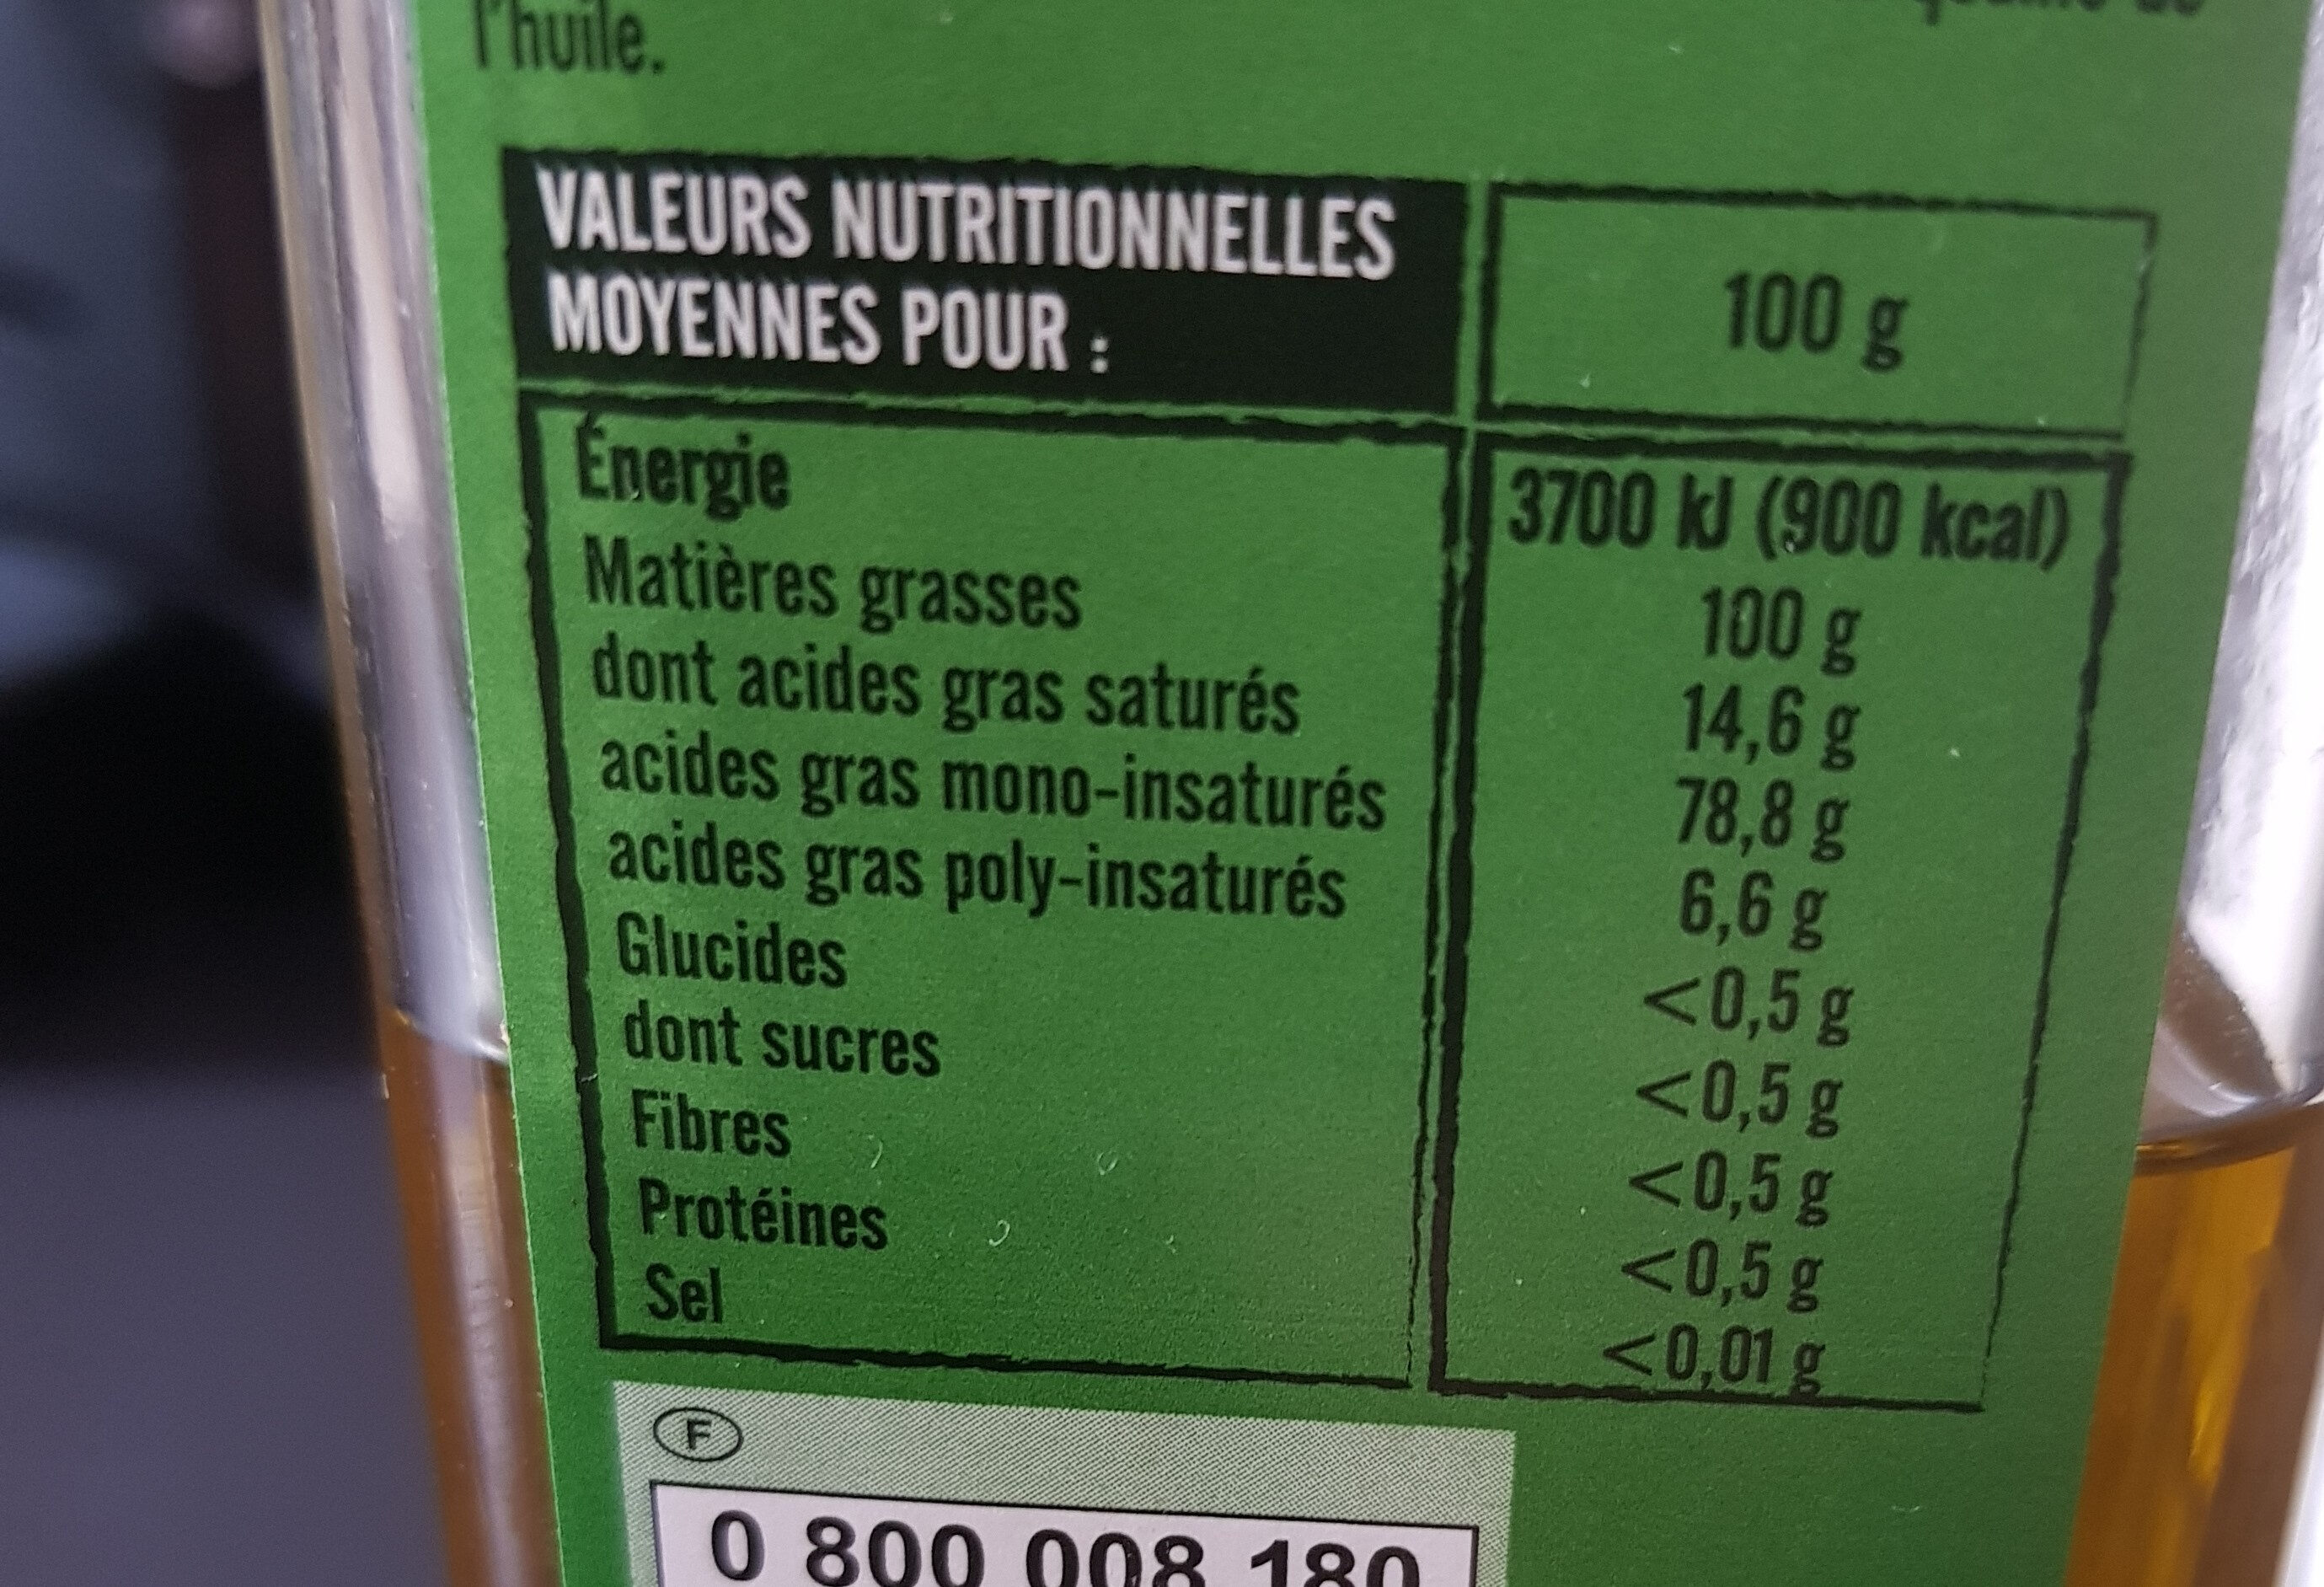 l'huile.
VALEURS NUTRITIONNELLES
MOYENNES POUR :
100 g
Énergie 3700 kJ (900 kcal)
Matières grasses 100 g
dont acides gras saturés 14,6 g
acides gras mono-insaturés 78,8 g
acides gras poly-insaturés 6,6 g
Glucides <0,5 g
dont sucres <0,5 g
Fibres <0,5 g
Protéines <0,5 g
Sel <0,01 g
F
0 800 008 180